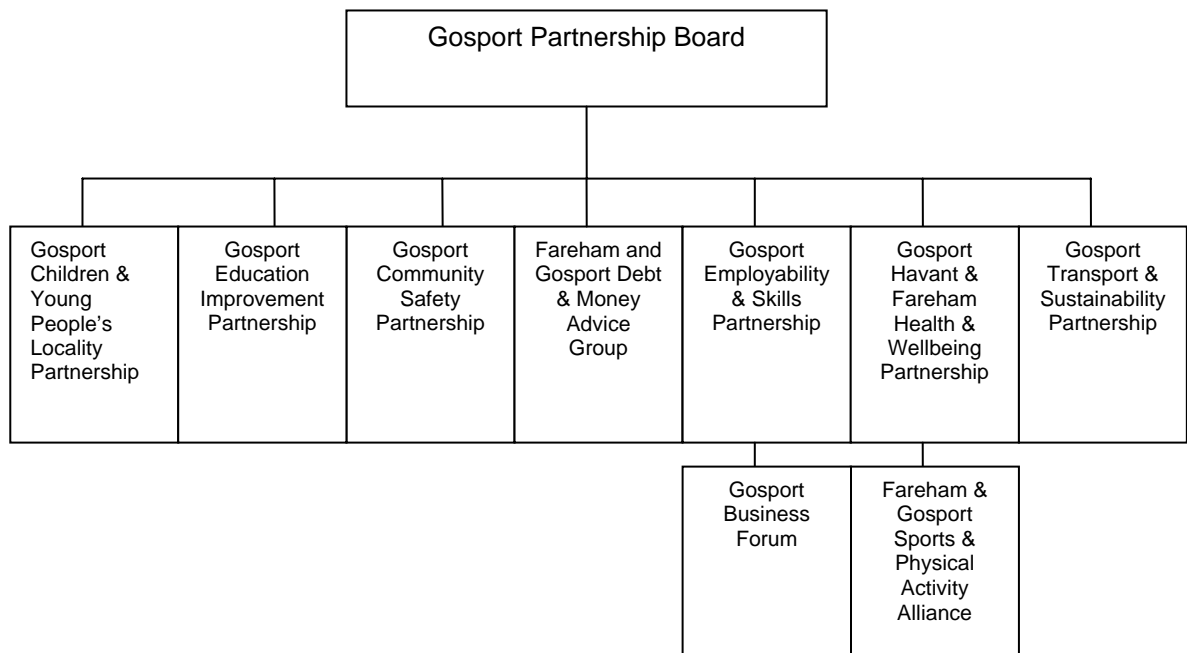 Gosport Partnership Board
Gosport
Children &
Young
People’s
Locality
Partnership
Gosport
Education
Improvement
Partnership
Gosport
Community
Safety
Partnership
Fareham and
Gosport Debt
& Money
Advice
Group
Gosport
Employability
& Skills
Partnership
Gosport
Havant &
Fareham
Health &
Wellbeing
Partnership
Gosport
Transport &
Sustainability
Partnership
Gosport
Business
Forum
Fareham &
Gosport
Sports &
Physical
Activity
Alliance